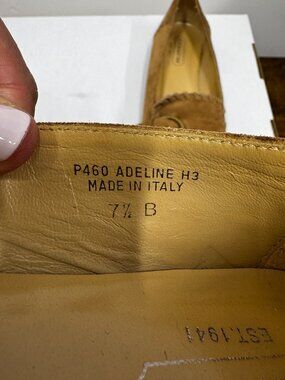 P460 ADELINE H3
MADE IN ITALY
7½ B
EST. 1941